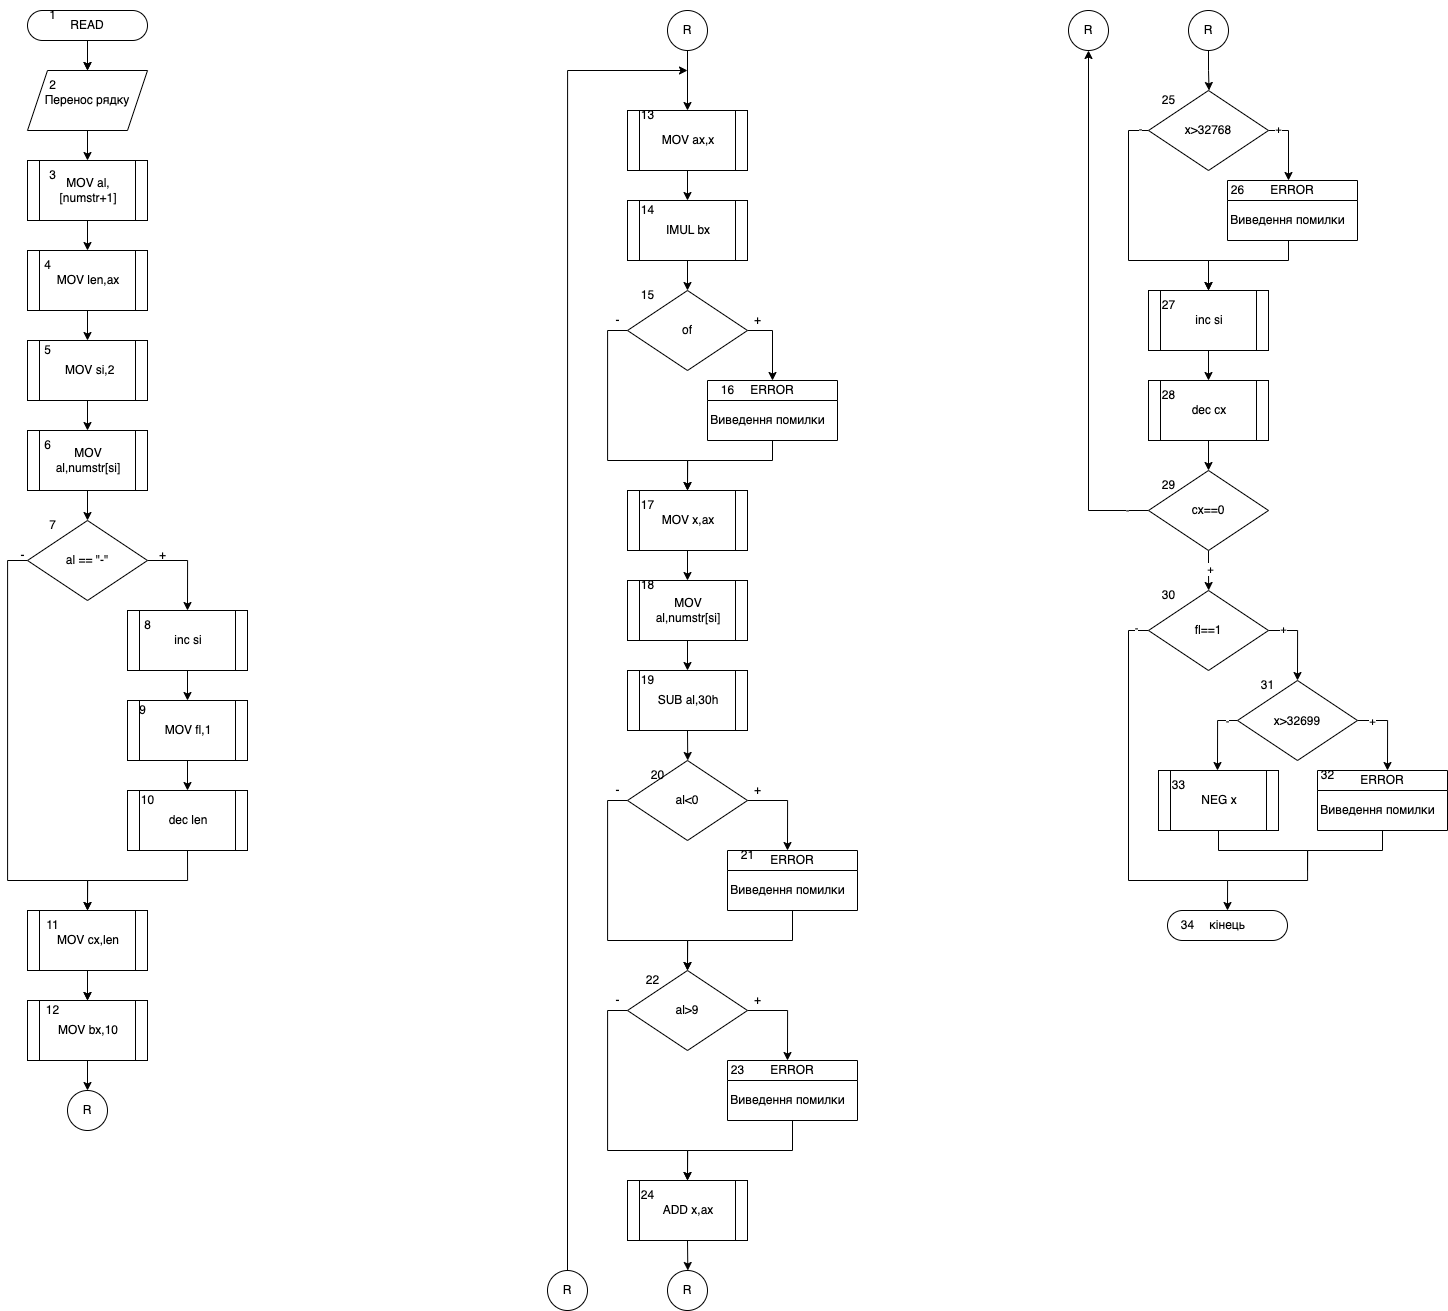 1 READ
2
Перенос рядку
3 MOV al,
[numstr+1]
4
MOV len,ax
5
MOV si,2
6 MOV
al,numstr[si]
7
al == "-"
- +
8
inc si
9
MOV fl,1
10
dec len
11
MOV cx,len
12
MOV bx,10
R
R
13
MOV ax,x
14
IMUL bx
15
of
- +
16 ERROR
Виведення помилки
17
MOV x,ax
18
MOV
al,numstr[si]
19
SUB al,30h
20
al<0
- +
21 ERROR
Виведення помилки
22
al>9
- +
23 ERROR
Виведення помилки
24
ADD x,ax
R
R
R
R
25
x>32768
- +
26 ERROR
Виведення помилки
27
inc si
28
dec cx
29
cx==0
+
30
fl==1
- +
31
x>32699
- +
32 ERROR
Виведення помилки
33
NEG x
34 кінець